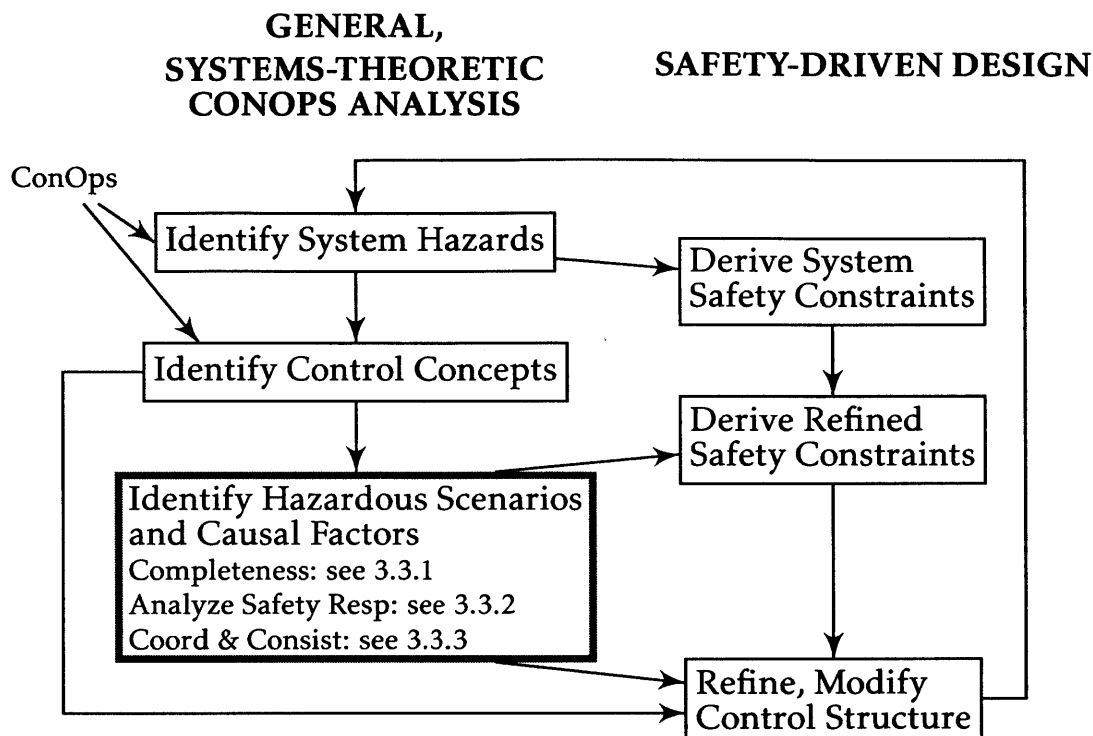 GENERAL,
SYSTEMS-THEORETIC
CONOPS ANALYSIS
SAFETY-DRIVEN DESIGN
ConOps
Identify System Hazards
Derive System
Safety Constraints
Identify Control Concepts
Derive Refined
Safety Constraints
Identify Hazardous Scenarios
and Causal Factors
Completeness: see 3.3.1
Analyze Safety Resp: see 3.3.2
Coord & Consist: see 3.3.3
Refine, Modify
Control Structure